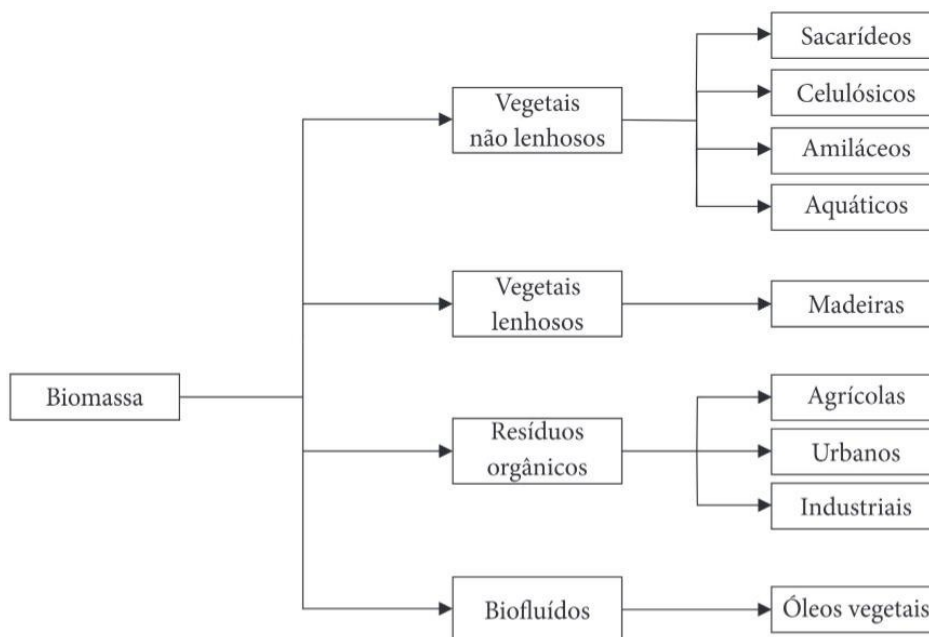 Biomassa
Vegetais
não lenhosos
Sacarídeos
Celulósicos
Amiláceos
Aquáticos
Vegetais
lenhosos
Madeiras
Resíduos
orgânicos
Agrícolas
Urbanos
Industriais
Biofluídos
Óleos vegetais